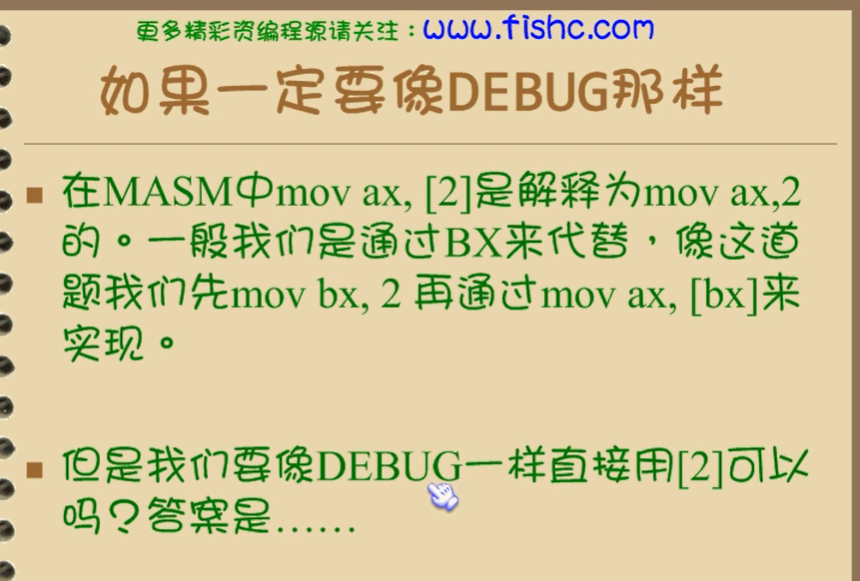 更多精彩资编程源请关注：www.fishc.com
如果一定要像DEBUG那样
在MASM中mov ax, [2]是解释为mov ax,2
的。一般我们是通过BX来代替，像这道
题我们先mov bx, 2 再通过mov ax, [bx]来
实现。
但是我们要像DEBUG一样直接用[2]可以
吗？答案是……